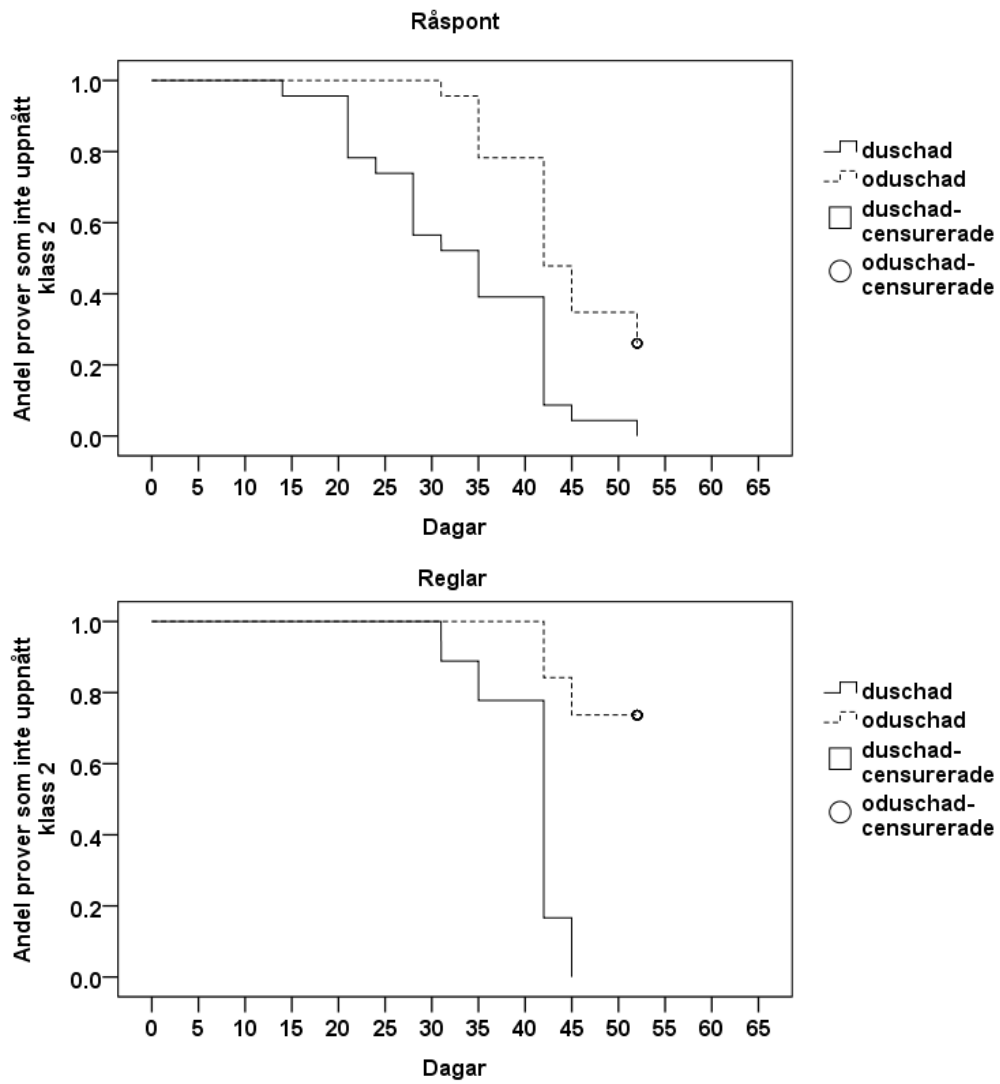 Råspont
Andel prover som inte uppnått
klass 2
1.0
0.8
0.6
0.4
0.2
0.0
0 5 10 15 20 25 30 35 40 45 50 55 60 65
Dagar
duschad
oduschad
duschad-
censurerade
oduschad-
censurerade
Reglar
Andel prover som inte uppnått
klass 2
1.0
0.8
0.6
0.4
0.2
0.0
0 5 10 15 20 25 30 35 40 45 50 55 60 65
Dagar
duschad
oduschad
duschad-
censurerade
oduschad-
censurerade